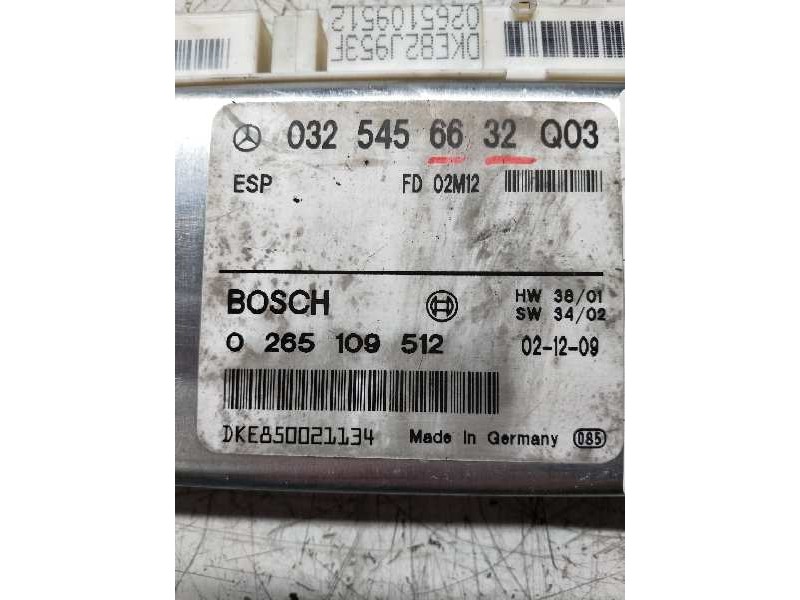 0265109512
DKE82J953F
032 545 66 32 Q03
ESP FD 02M12
BOSCH HW 38/01
SW 34/02
0 265 109 512 02-12-09
DKE850021134 Made in Germany 085